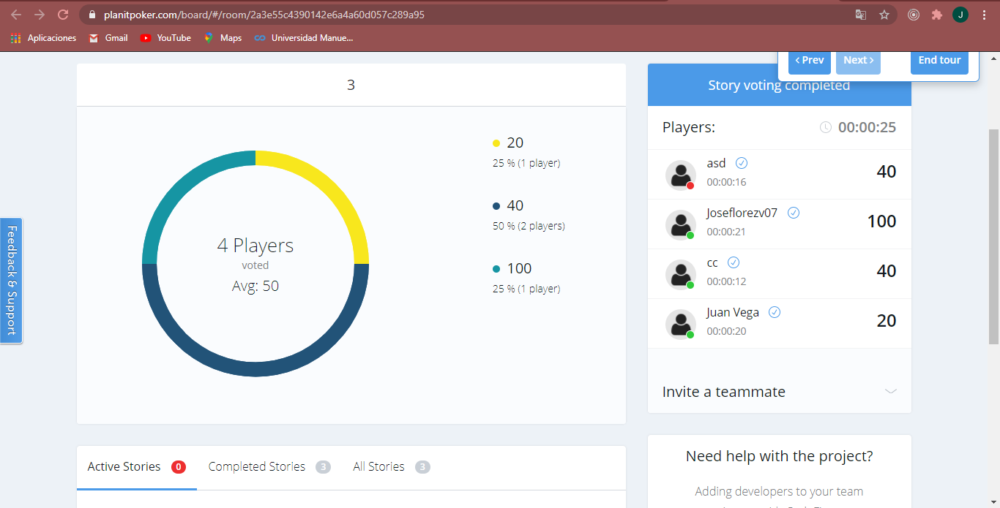 planitpoker.com/board/#/room/2a3e55c4390142e6a4a60d057c289a95
J
Aplicaciones
Gmail
YouTube
Maps
Universidad Manue...
‹ Prev
Next ›
End tour
3
Story voting completed
Players:
00:00:25
20
25 % (1 player)
40
50 % (2 players)
100
25 % (1 player)
4 Players
voted
Avg: 50
asd
00:00:16
40
Joseflorezv07
00:00:21
100
cc
00:00:12
40
Juan Vega
00:00:20
20
Invite a teammate
Feedback & Support
Active Stories 0
Completed Stories 3
All Stories 3
Need help with the project?
Adding developers to your team